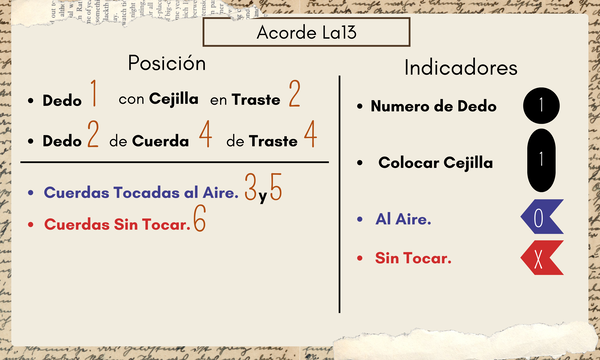 Acorde La13
Posición
• Dedo 1 con Cejilla en Traste 2
• Dedo 2 de Cuerda 4 de Traste 4
• Cuerdas Tocadas al Aire. 3 y 5
• Cuerdas Sin Tocar. 6
Indicadores
• Numero de Dedo 1
• Colocar Cejilla 1
• Al Aire. 0
• Sin Tocar. X